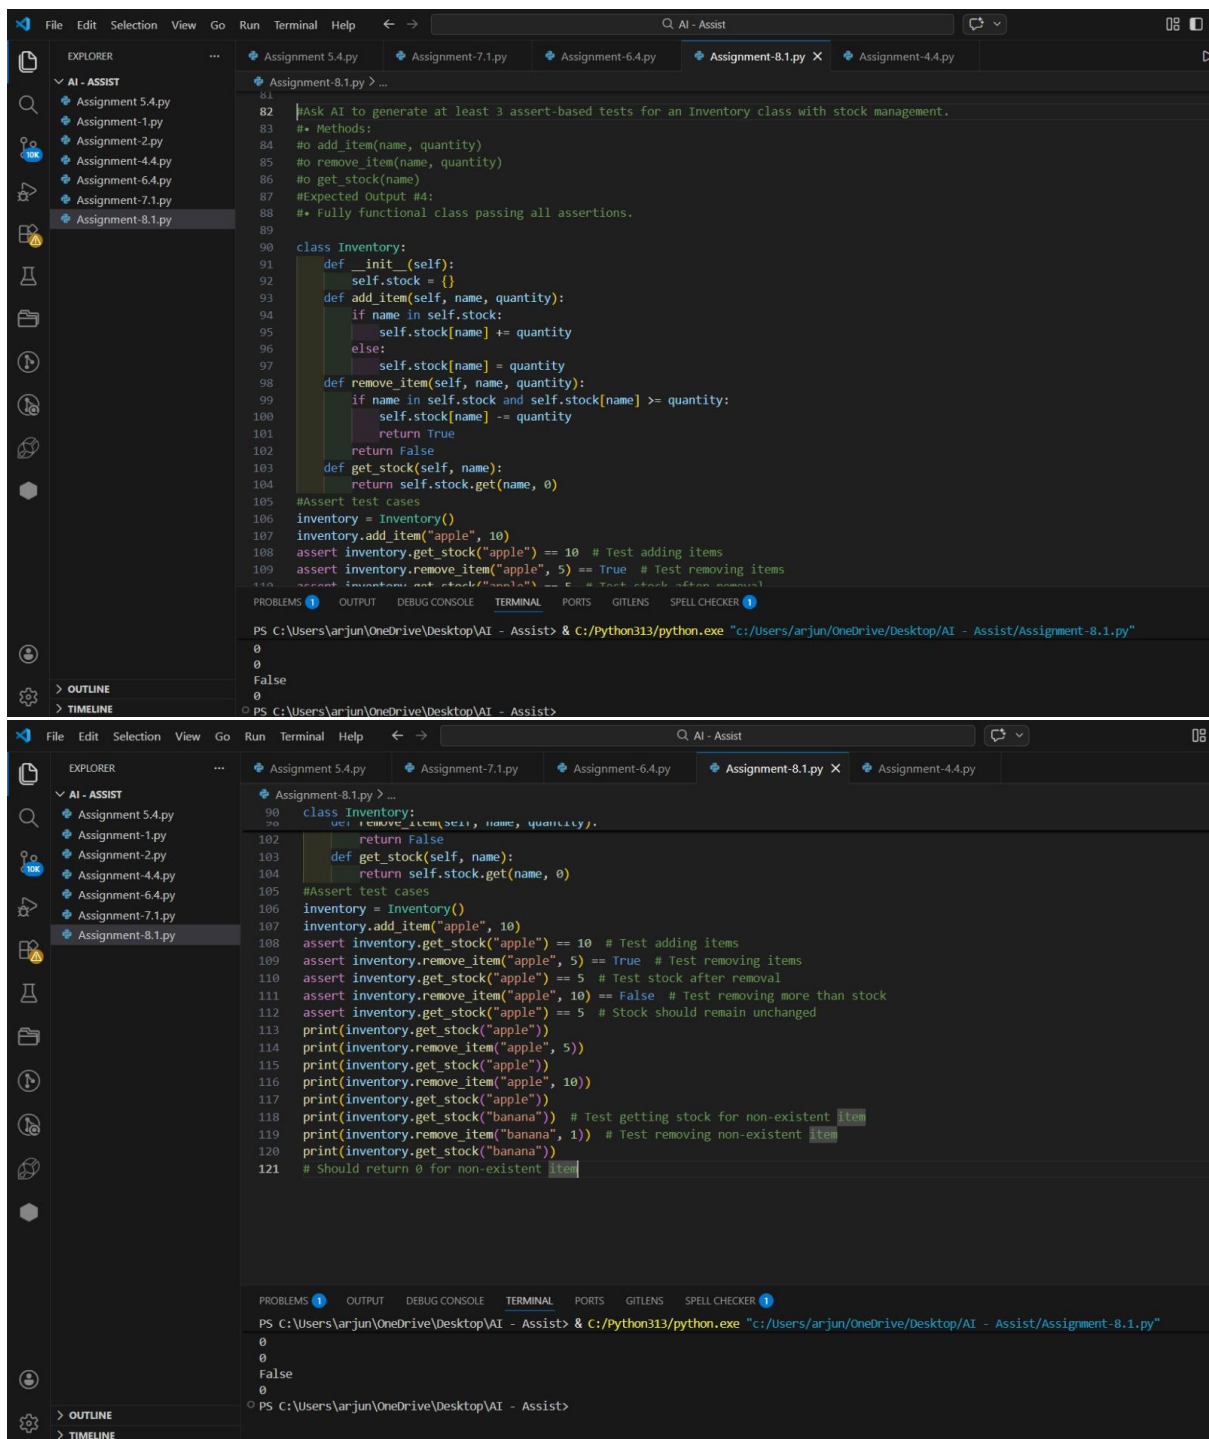 File Edit Selection View Go Run Terminal Help
AI - Assist
EXPLORER
Assignment 5.4.py
Assignment-7.1.py
Assignment-6.4.py
Assignment-8.1.py
Assignment-4.4.py
AI - ASSIST
Assignment 5.4.py
Assignment-1.py
Assignment-2.py
Assignment-4.4.py
Assignment-6.4.py
Assignment-7.1.py
Assignment-8.1.py
10K
Assignment-8.1.py > ...
81
82 #Ask AI to generate at least 3 assert-based tests for an Inventory class with stock management.
83 #• Methods:
84 #o add_item(name, quantity)
85 #o remove_item(name, quantity)
86 #o get_stock(name)
87 #Expected Output #4:
88 #• Fully functional class passing all assertions.
89
90 class Inventory:
91 def __init__(self):
92 self.stock = {}
93 def add_item(self, name, quantity):
94 if name in self.stock:
95 self.stock[name] += quantity
96 else:
97 self.stock[name] = quantity
98 def remove_item(self, name, quantity):
99 if name in self.stock and self.stock[name] >= quantity:
100 self.stock[name] -= quantity
101 return True
102 return False
103 def get_stock(self, name):
104 return self.stock.get(name, 0)
105 #Assert test cases
106 inventory = Inventory()
107 inventory.add_item("apple", 10)
108 assert inventory.get_stock("apple") == 10 # Test adding items
109 assert inventory.remove_item("apple", 5) == True # Test removing items
110 assert inventory.get_stock("apple") == 5 # Test stock after removal
PROBLEMS 1 OUTPUT DEBUG CONSOLE TERMINAL PORTS GITLENS SPELL CHECKER 1
PS C:\Users\arjun\OneDrive\Desktop\AI - Assist> & C:/Python313/python.exe "c:/Users/arjun/OneDrive/Desktop/AI - Assist/Assignment-8.1.py"
0
0
False
0
PS C:\Users\arjun\OneDrive\Desktop\AI - Assist>
OUTLINE
TIMELINE
File Edit Selection View Go Run Terminal Help
AI - Assist
EXPLORER
Assignment 5.4.py
Assignment-7.1.py
Assignment-6.4.py
Assignment-8.1.py
Assignment-4.4.py
AI - ASSIST
Assignment 5.4.py
Assignment-1.py
Assignment-2.py
Assignment-4.4.py
Assignment-6.4.py
Assignment-7.1.py
Assignment-8.1.py
10K
Assignment-8.1.py > ...
90 class Inventory:
98 def remove_item(self, name, quantity):
102 return False
103 def get_stock(self, name):
104 return self.stock.get(name, 0)
105 #Assert test cases
106 inventory = Inventory()
107 inventory.add_item("apple", 10)
108 assert inventory.get_stock("apple") == 10 # Test adding items
109 assert inventory.remove_item("apple", 5) == True # Test removing items
110 assert inventory.get_stock("apple") == 5 # Test stock after removal
111 assert inventory.remove_item("apple", 10) == False # Test removing more than stock
112 assert inventory.get_stock("apple") == 5 # Stock should remain unchanged
113 print(inventory.get_stock("apple"))
114 print(inventory.remove_item("apple", 5))
115 print(inventory.get_stock("apple"))
116 print(inventory.remove_item("apple", 10))
117 print(inventory.get_stock("apple"))
118 print(inventory.get_stock("banana")) # Test getting stock for non-existent item
119 print(inventory.remove_item("banana", 1)) # Test removing non-existent item
120 print(inventory.get_stock("banana"))
121 # Should return 0 for non-existent item
PROBLEMS 1 OUTPUT DEBUG CONSOLE TERMINAL PORTS GITLENS SPELL CHECKER 1
PS C:\Users\arjun\OneDrive\Desktop\AI - Assist> & C:/Python313/python.exe "c:/Users/arjun/OneDrive/Desktop/AI - Assist/Assignment-8.1.py"
0
0
False
0
PS C:\Users\arjun\OneDrive\Desktop\AI - Assist>
OUTLINE
TIMELINE